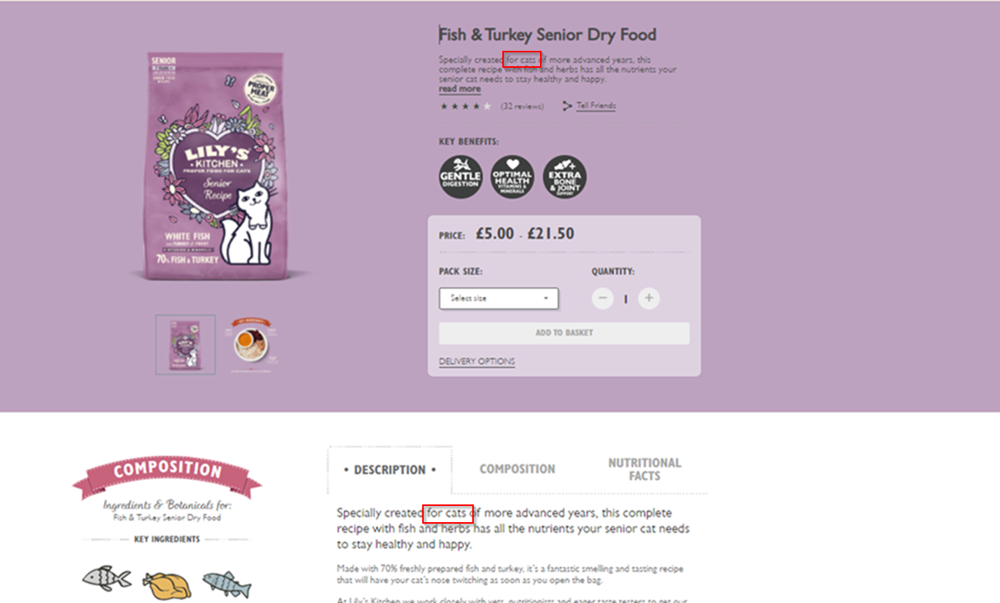 Fish & Turkey Senior Dry Food
Specially created for cats of more advanced years, this
complete recipe with fish and herbs has all the nutrients your
senior cat needs to stay healthy and happy.
read more
(32 reviews)
Tell Friends
KEY BENEFITS:
GENTLE
DIGESTION
OPTIMAL
HEALTH
VITAMINS &
MINERALS
EXTRA
BONE
& JOINT
SUPPORT
SENIOR
PROPER
MEAT
LILY'S
• KITCHEN •
PROPER FOOD FOR CATS
Senior
Recipe
WHITE FISH
70% FISH & TURKEY
PRICE: £5.00 - £21.50
PACK SIZE:
QUANTITY:
Select size
− 1 +
ADD TO BASKET
DELIVERY OPTIONS
COMPOSITION
Ingredients & Botanicals for:
Fish & Turkey Senior Dry Food
KEY INGREDIENTS
• DESCRIPTION •
COMPOSITION
NUTRITIONAL
FACTS
Specially created for cats of more advanced years, this complete
recipe with fish and herbs has all the nutrients your senior cat needs
to stay healthy and happy.
Made with 70% freshly prepared fish and turkey, it's a fantastic smelling and tasting recipe
that will have your cat's nose twitching as soon as you open the bag.
At Lily's Kitchen we work closely with vets, nutritionists and eager taste testers to get our